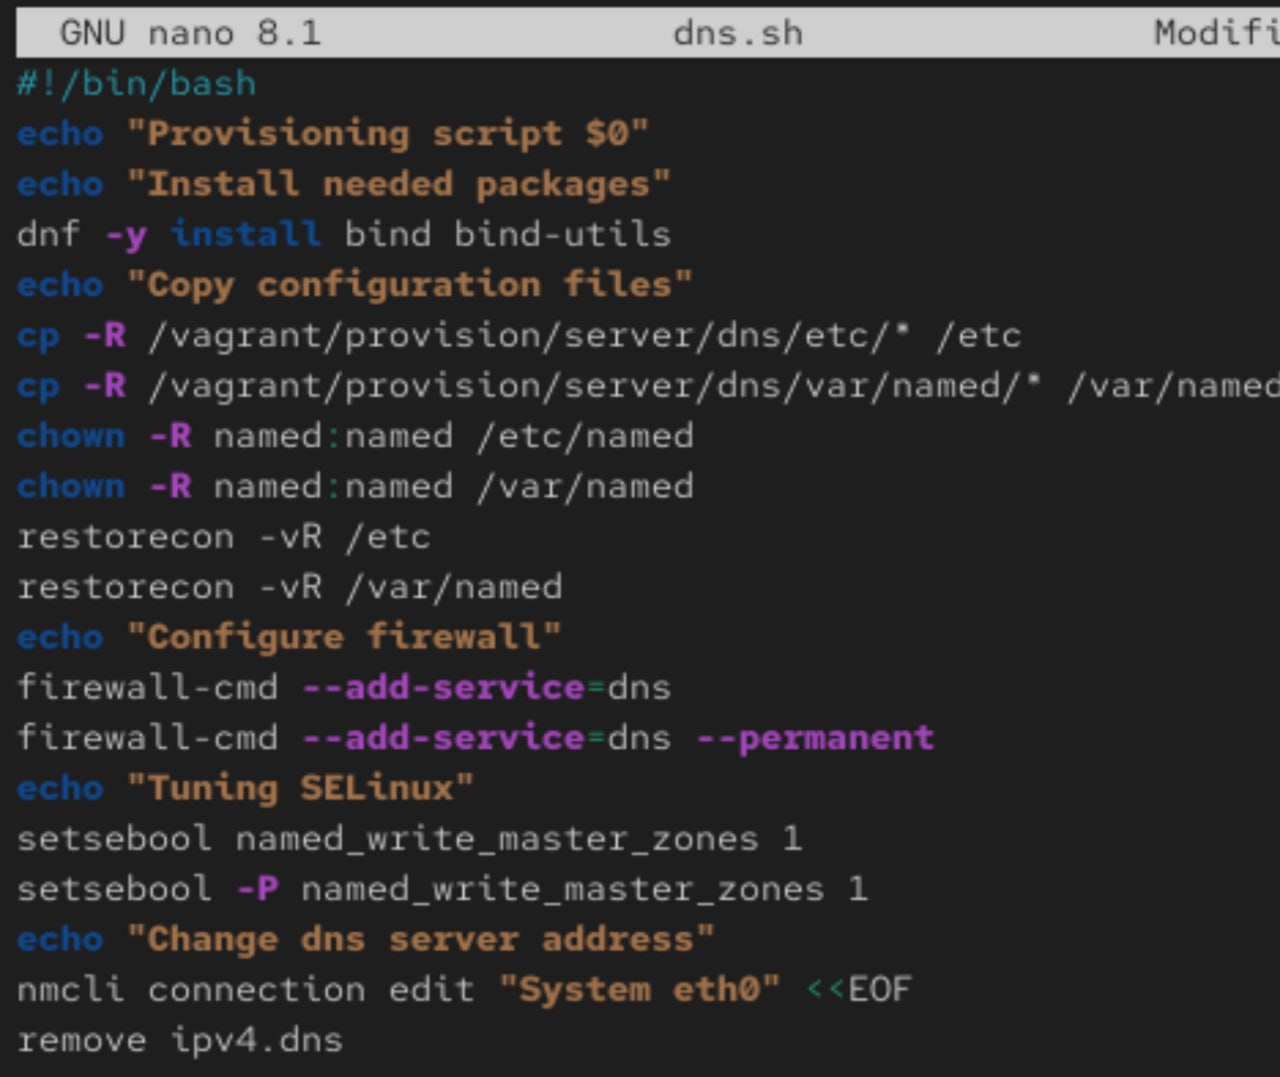 GNU nano 8.1 dns.sh Modifi
#!/bin/bash
echo "Provisioning script $0"
echo "Install needed packages"
dnf -y install bind bind-utils
echo "Copy configuration files"
cp -R /vagrant/provision/server/dns/etc/* /etc
cp -R /vagrant/provision/server/dns/var/named/* /var/named
chown -R named:named /etc/named
chown -R named:named /var/named
restorecon -vR /etc
restorecon -vR /var/named
echo "Configure firewall"
firewall-cmd --add-service=dns
firewall-cmd --add-service=dns --permanent
echo "Tuning SELinux"
setsebool named_write_master_zones 1
setsebool -P named_write_master_zones 1
echo "Change dns server address"
nmcli connection edit "System eth0" <<EOF
remove ipv4.dns